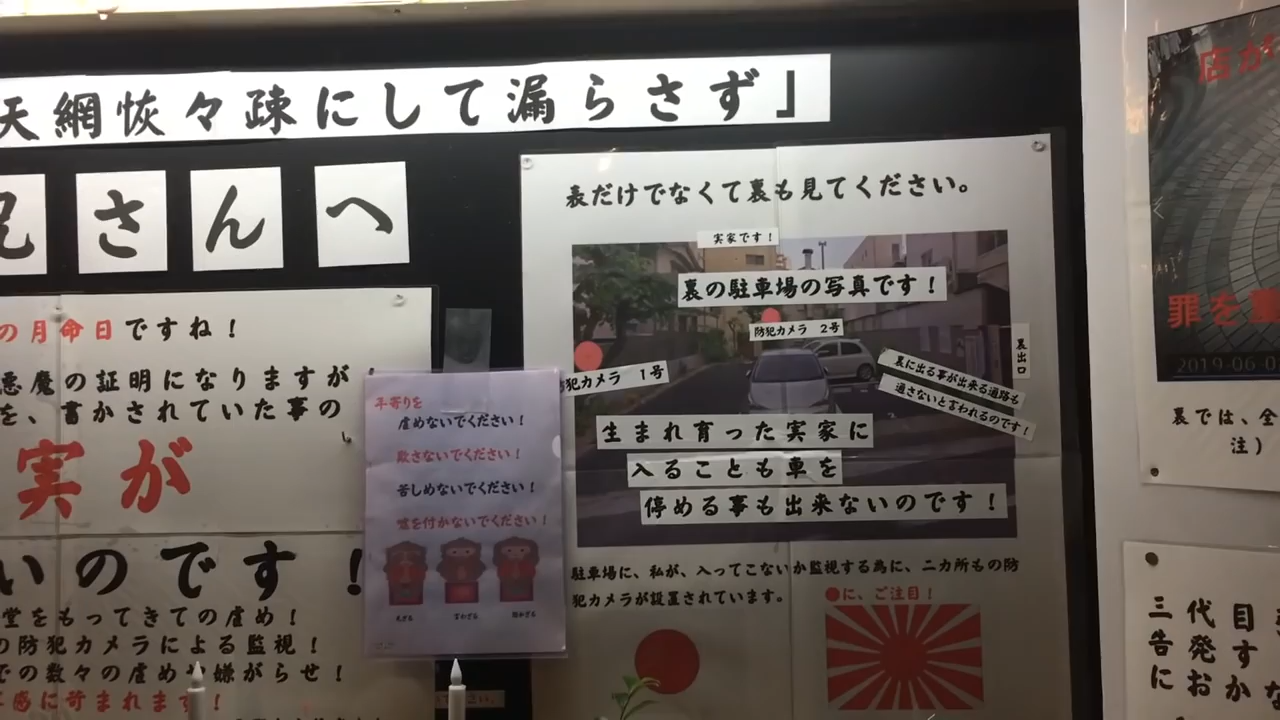 天網恢々疎にして漏らさず」
兄さんへ
の月命日ですね！
悪魔の証明になりますが
を、書かされていた事の
実が
いのです！
堂をもってきての虐め！
の防犯カメラによる監視！
での数々の虐めや嫌がらせ！
感に苛まれます！
年寄りを
虐めないでください！
欺さないでください！
苦しめないでください！
嘘を付かないでください！
見ざる
言わざる
聞かざる
表だけでなくて裏も見てください。
実家です！
裏の駐車場の写真です！
防犯カメラ 2号
犯カメラ 1号
裏出口
裏に出る事が出来る通路も
通さないと言われるのです！
生まれ育った実家に
入ることも車を
停める事も出来ないのです！
駐車場に、私が、入ってこないか監視する為に、二カ所もの防
犯カメラが設置されています。
●に、ご注目！
店が
罪を重
2019-06-0
裏では、全
注）
目すか
代発お
三告に